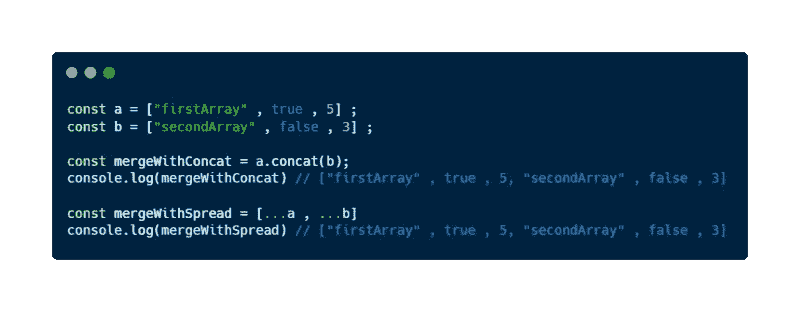 const a = ["firstArray" , true , 5] ;
const b = ["secondArray" , false , 3] ;
const mergeWithConcat = a.concat(b);
console.log(mergeWithConcat) // ["firstArray" , true , 5, "secondArray" , false , 3]
const mergeWithSpread = [...a , ...b]
console.log(mergeWithSpread) // ["firstArray" , true , 5, "secondArray" , false , 3]